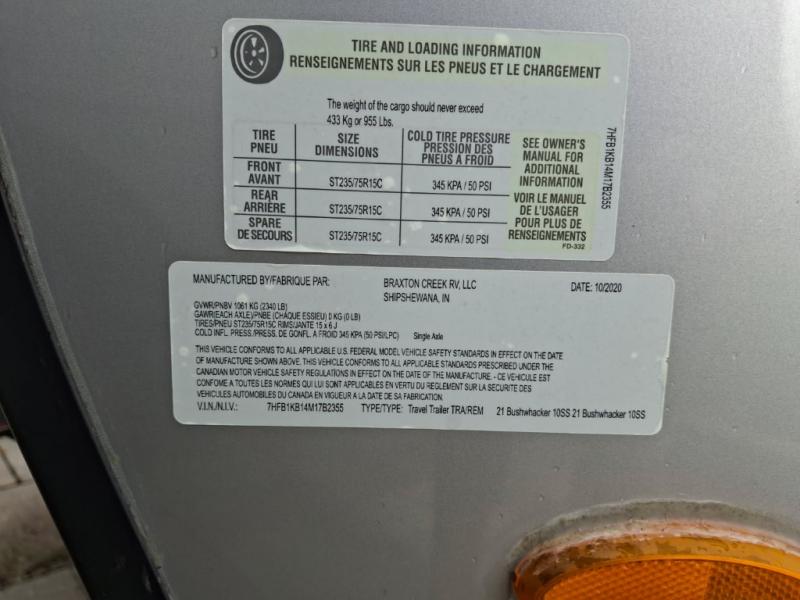 TIRE AND LOADING INFORMATION
RENSEIGNEMENTS SUR LES PNEUS ET LE CHARGEMENT
The weight of the cargo should never exceed
433 Kg or 955 Lbs.
TIRE PNEU
SIZE DIMENSIONS
COLD TIRE PRESSURE
PRESSION DES PNEUS A FROID
FRONT AVANT ST235/75R15C 345 KPA / 50 PSI
REAR ARRIÈRE ST235/75R15C 345 KPA / 50 PSI
SPARE DE SECOURS ST235/75R15C 345 KPA / 50 PSI
SEE OWNER'S
MANUAL FOR
ADDITIONAL
INFORMATION
VOIR LE MANUEL
DE L'USAGER
POUR PLUS DE
RENSEIGNEMENTS
FD-332
7HFB1KB14M17B2355
MANUFACTURED BY/FABRIQUE PAR: BRAXTON CREEK RV, LLC DATE: 10/2020
SHIPSHEWANA, IN
GVWR/PNBV 1061 KG (2340 LB)
GAWR(EACH AXLE)/PNBE (CHAQUE ESSIEU) 0 KG (0 LB)
TIRES/PNEU ST235/75R15C RIMS/JANTE 15 x 6 J
COLD INFL. PRESS./PRESS. DE GONFL. A FROID 345 KPA (50 PSI/LPC) Single Axle
THIS VEHICLE CONFORMS TO ALL APPLICABLE U.S. FEDERAL MODEL VEHICLE SAFETY STANDARDS IN EFFECT ON THE DATE
OF MANUFACTURE SHOWN ABOVE. THIS VEHICLE CONFORMS TO ALL APPLICABLE STANDARDS PRESCRIBED UNDER THE
CANADIAN MOTOR VEHICLE SAFETY REGULATIONS IN EFFECT ON THE DATE OF THE MANUFACTURE. - CE VEHICULE EST
CONFOME A TOUTES LES NORMES QUI LUI SONT APPLICABLES EN VERTU DU REGLEMENT SUR LA SECURITE DES
VEHICULES AUTOMOBILES DU CANADA EN VIGUEUR A LA DATE DE SA FABRICATION.
V.I.N./N.I.V.: 7HFB1KB14M17B2355 TYPE/TYPE: Travel Trailer TRA/REM 21 Bushwhacker 10SS 21 Bushwhacker 10SS